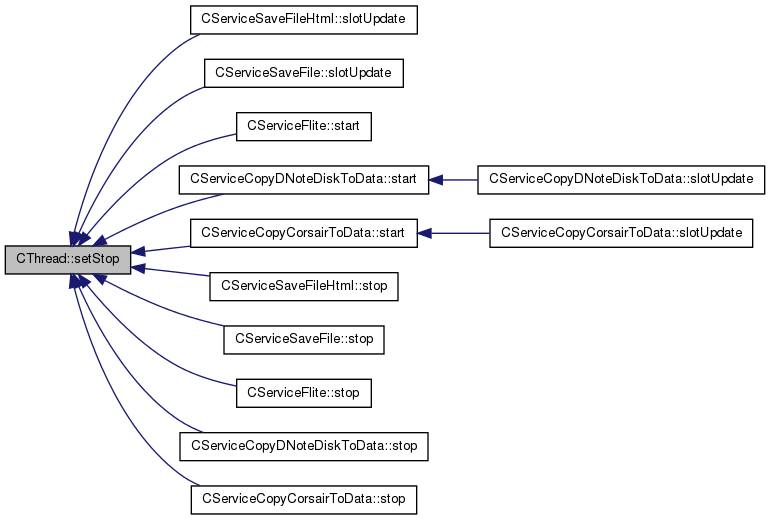 CServiceSaveFileHtml::slotUpdate
CServiceSaveFile::slotUpdate
CServiceFlite::start
CServiceCopyDNoteDiskToData::start
CServiceCopyDNoteDiskToData::slotUpdate
CServiceCopyCorsairToData::start
CServiceCopyCorsairToData::slotUpdate
CThread::setStop
CServiceSaveFileHtml::stop
CServiceSaveFile::stop
CServiceFlite::stop
CServiceCopyDNoteDiskToData::stop
CServiceCopyCorsairToData::stop